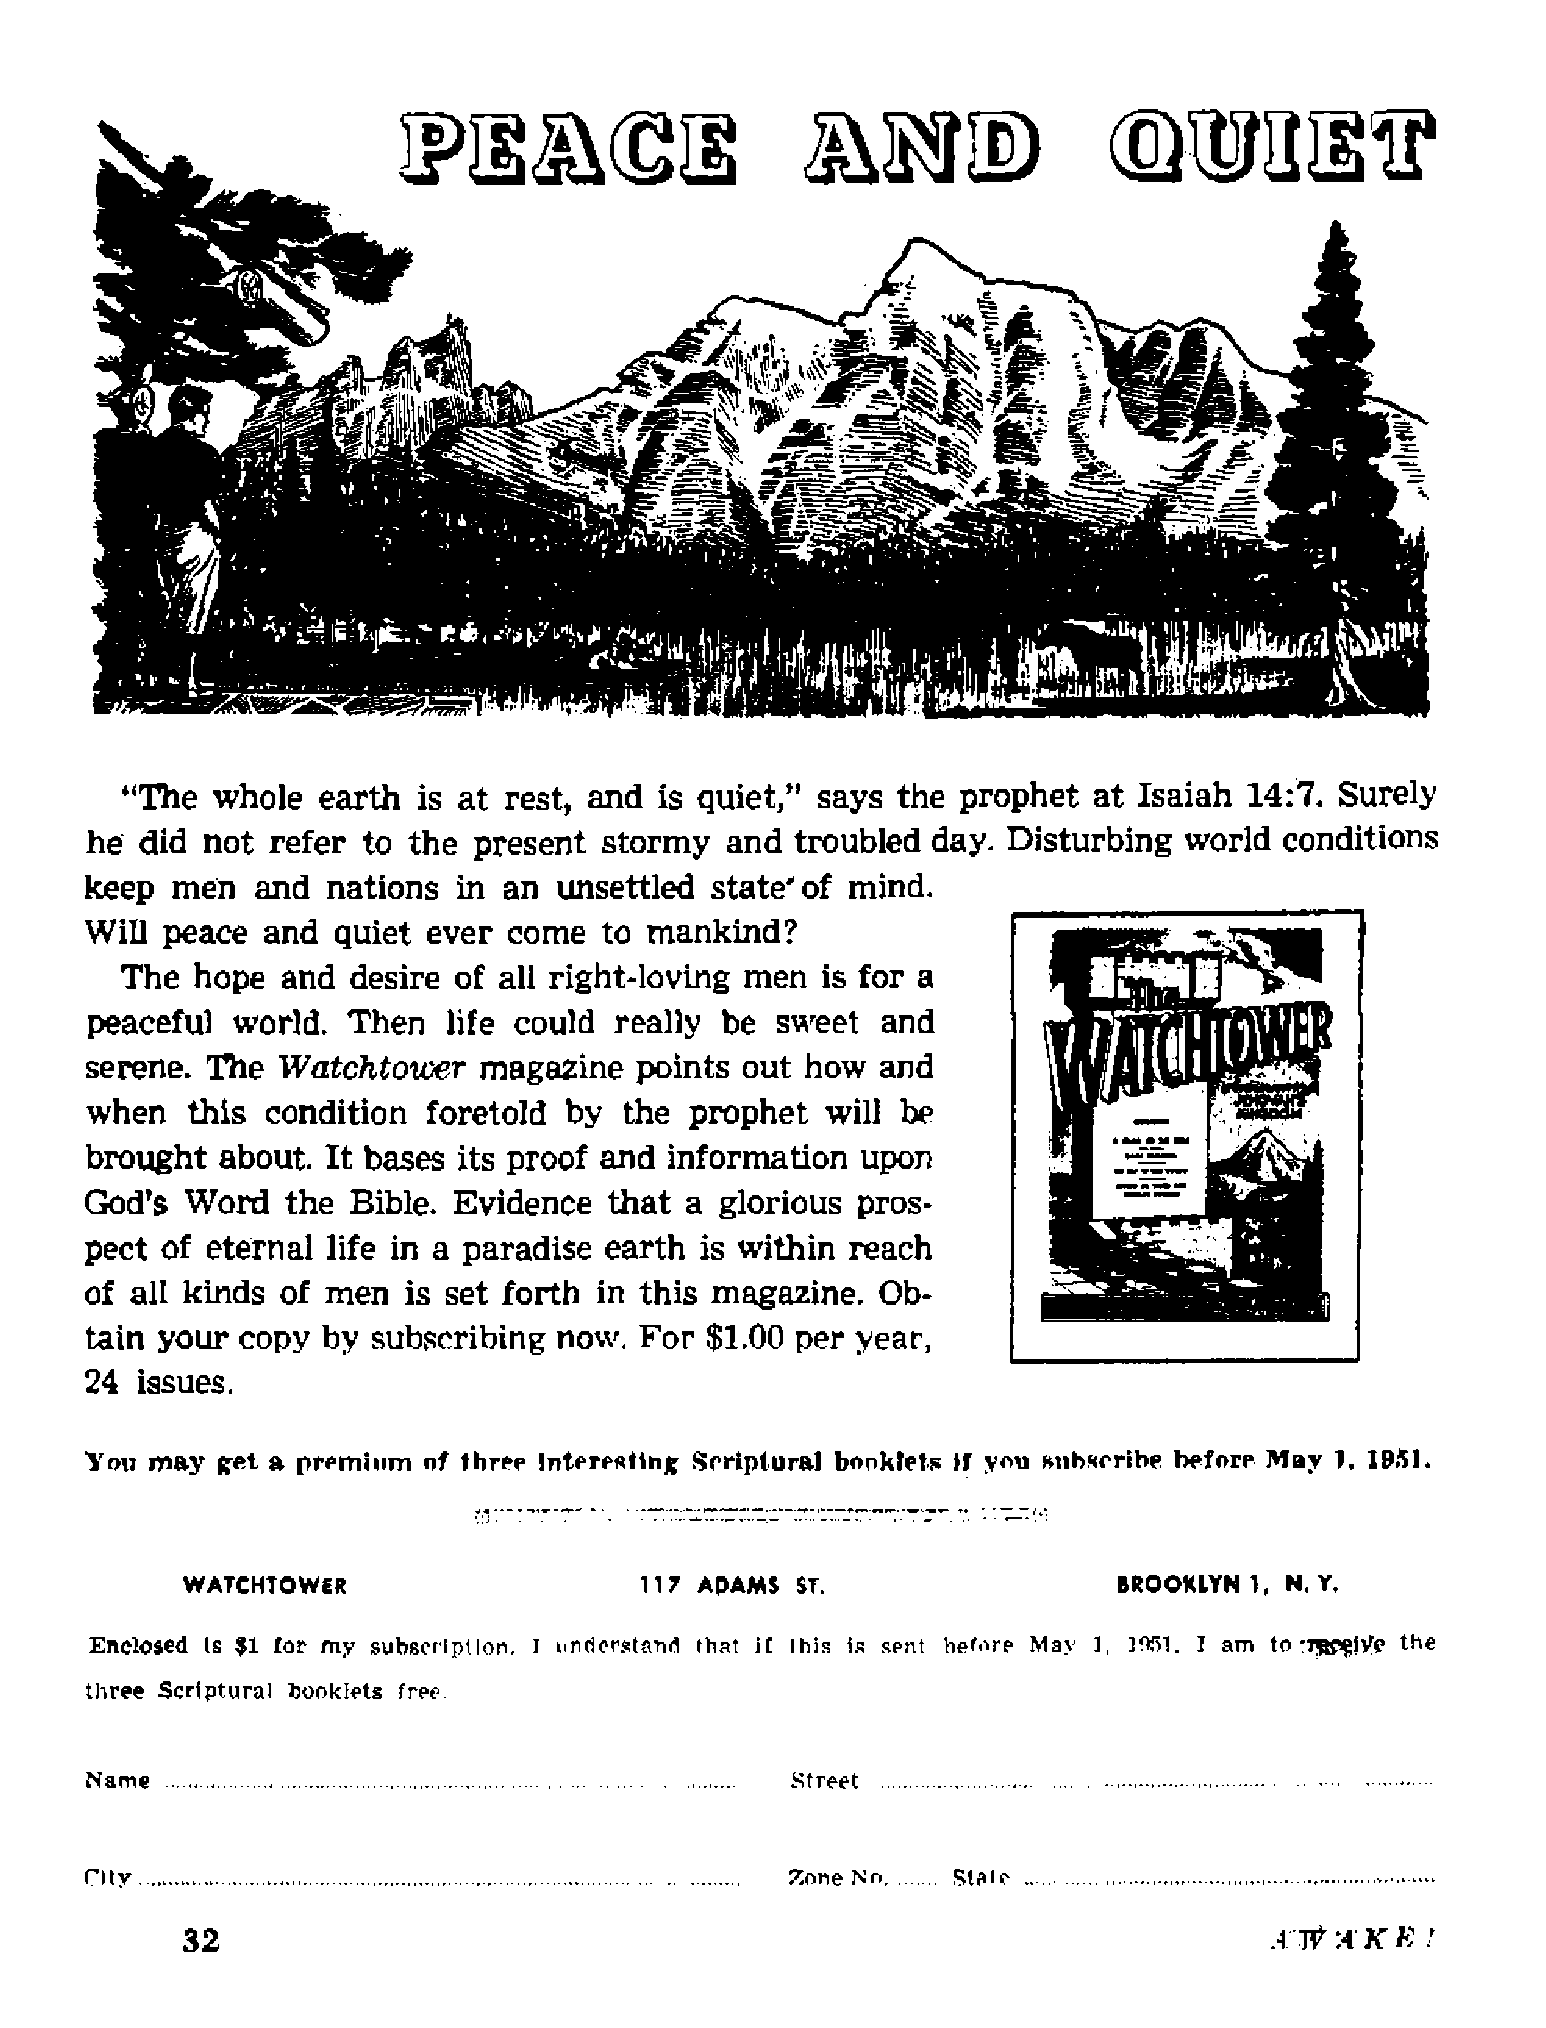 PEACE AND QUIET
"The whole earth is at rest, and is quiet," says the prophet at Isaiah 14:7. Surely
he did not refer to the present stormy and troubled day. Disturbing world conditions
keep men and nations in an unsettled state of mind.
Will peace and quiet ever come to mankind?
The hope and desire of all right-loving men is for a
peaceful world. Then life could really be sweet and
serene. The Watchtower magazine points out how and
when this condition foretold by the prophet will be
brought about. It bases its proof and information upon
God's Word the Bible. Evidence that a glorious pros-
pect of eternal life in a paradise earth is within reach
of all kinds of men is set forth in this magazine. Ob-
tain your copy by subscribing now. For $1.00 per year,
24 issues.
The
WATCHTOWER
JEHOVAH'S
KINGDOM
You may get a premium of three interesting Scriptural booklets if you subscribe before May 1, 1951.
WATCHTOWER 117 ADAMS ST. BROOKLYN 1, N. Y.
Enclosed is $1 for my subscription. I understand that if this is sent before May 1, 1951, I am to receive the
three Scriptural booklets free.
Name Street
City Zone No. State
32 AWAKE!